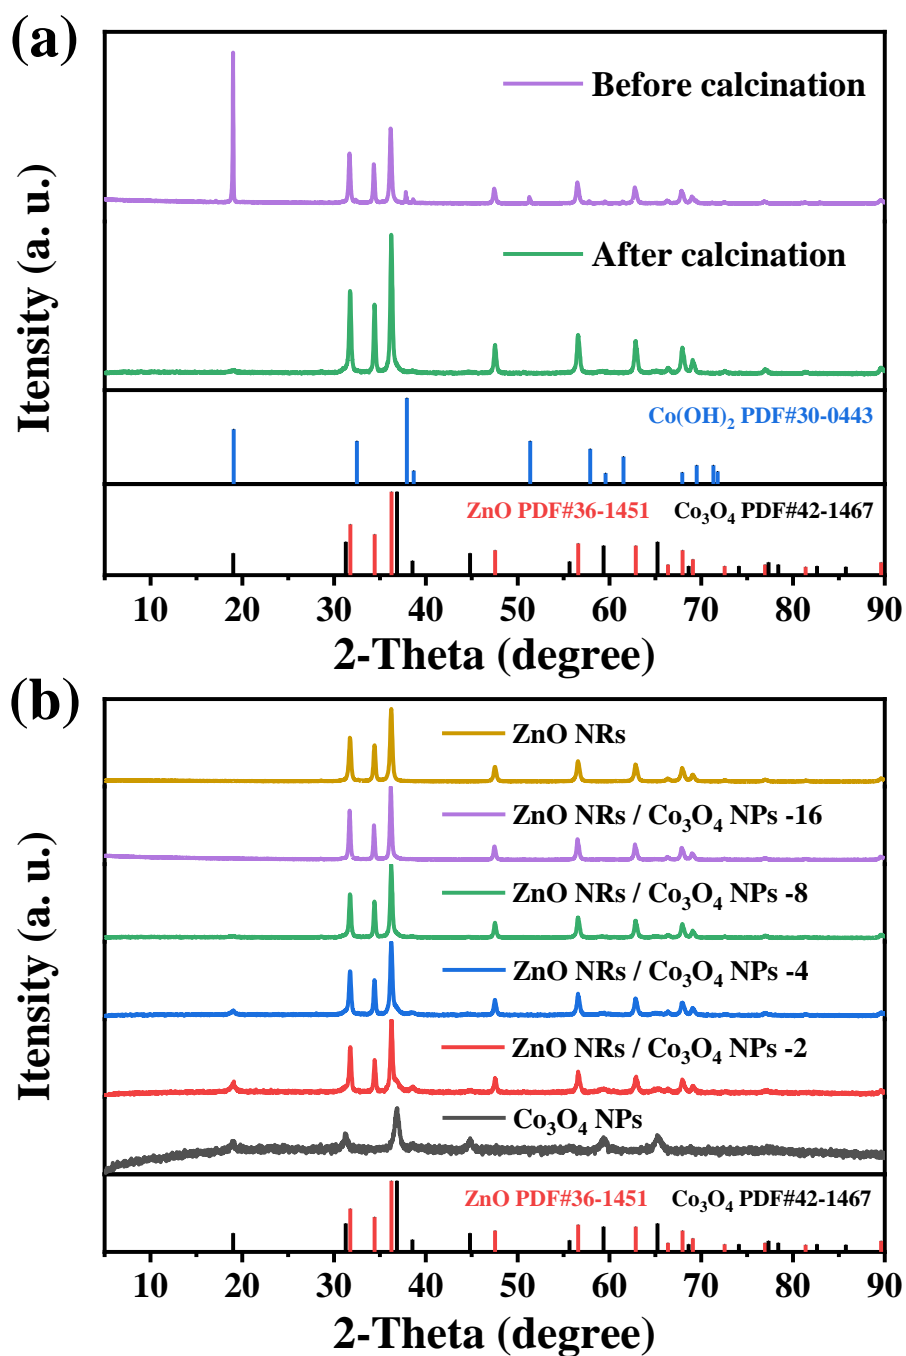 (a)
Before calcination
After calcination
Itensity (a. u.)
Co(OH)₂ PDF#30-0443
ZnO PDF#36-1451 Co₃O₄ PDF#42-1467
10 20 30 40 50 60 70 80 90
2-Theta (degree)
(b)
ZnO NRs
ZnO NRs / Co₃O₄ NPs -16
ZnO NRs / Co₃O₄ NPs -8
ZnO NRs / Co₃O₄ NPs -4
ZnO NRs / Co₃O₄ NPs -2
Co₃O₄ NPs
Itensity (a. u.)
ZnO PDF#36-1451 Co₃O₄ PDF#42-1467
10 20 30 40 50 60 70 80 90
2-Theta (degree)